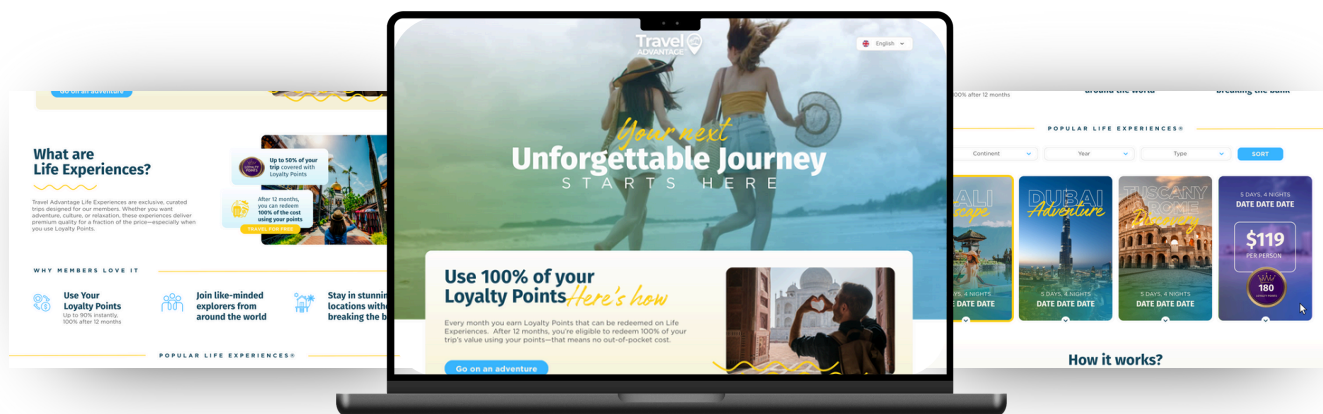 Go on an adventure
What are
Life Experiences?
Travel Advantage Life Experiences are exclusive, curated
trips designed for our members. Whether you want
adventure, culture, or relaxation, these experiences deliver
premium quality for a fraction of the price—especially when
you use Loyalty Points.
Up to 50% of your
trip covered with
Loyalty Points
After 12 months,
you can redeem
100% of the cost
using your points
TRAVEL FOR FREE
WHY MEMBERS LOVE IT
Use Your
Loyalty Points
Up to 90% instantly,
100% after 12 months
Join like-minded
explorers from
around the world
Stay in stunnin
locations witho
breaking the b
POPULAR LIFE EXPERIENCES®
Travel
ADVANTAGE
English
Your next
Unforgettable Journey
STARTS HERE
Use 100% of your
Loyalty Points Here's how
Every month you earn Loyalty Points that can be redeemed on Life
Experiences. After 12 months, you're eligible to redeem 100% of your
trip's value using your points—that means no out-of-pocket cost.
Go on an adventure
100% after 12 months
around the world
breaking the bank
POPULAR LIFE EXPERIENCES®
Continent
Year
Type
SORT
ALI
scape
YS, 4 NIGHTS
E DATE DATE
DUBAI
Adventure
5 DAYS, 4 NIGHTS
DATE DATE DATE
TUSCANY
ROME
Discovery
5 DAYS, 4 NIGHTS
DATE DATE DATE
5 DAYS, 4 NIGHTS
DATE DATE DATE
$119
PER PERSON
180
LOYALTY POINTS
How it works?